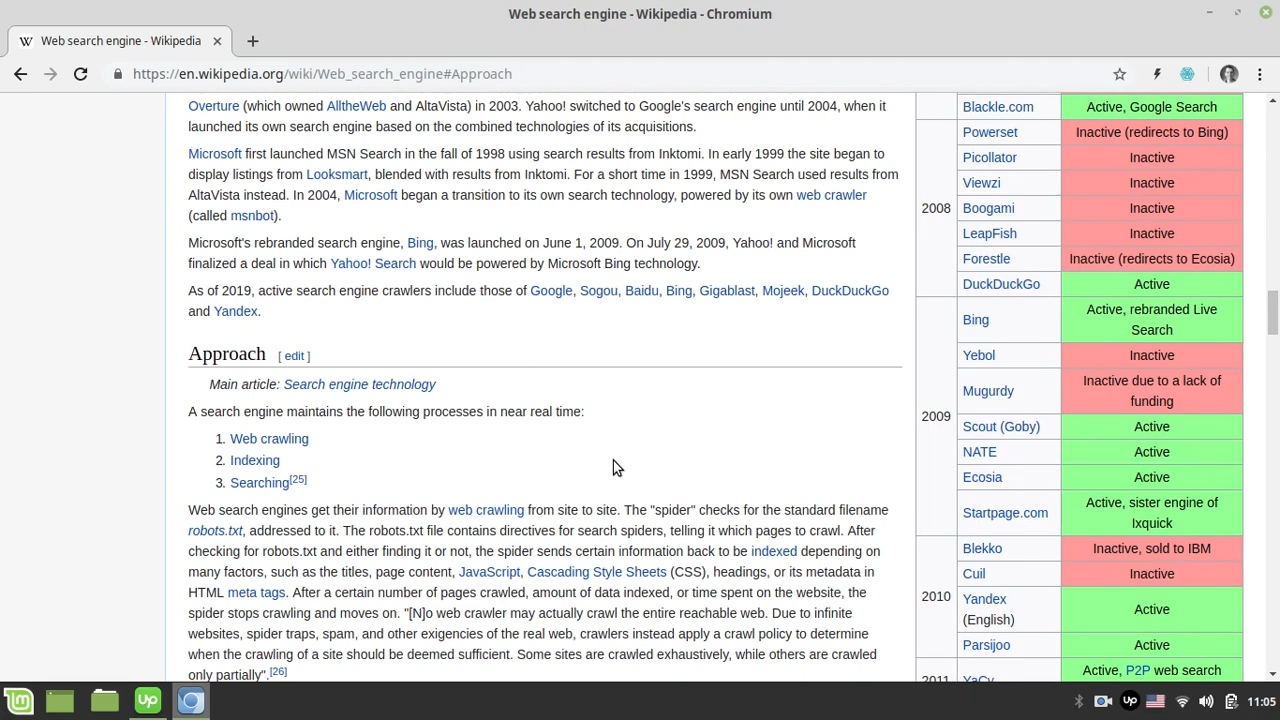 Web search engine - Wikipedia - Chromium
W Web search engine - Wikipedia
https://en.wikipedia.org/wiki/Web_search_engine#Approach
Overture (which owned AlltheWeb and AltaVista) in 2003. Yahoo! switched to Google's search engine until 2004, when it
launched its own search engine based on the combined technologies of its acquisitions.
Microsoft first launched MSN Search in the fall of 1998 using search results from Inktomi. In early 1999 the site began to
display listings from Looksmart, blended with results from Inktomi. For a short time in 1999, MSN Search used results from
AltaVista instead. In 2004, Microsoft began a transition to its own search technology, powered by its own web crawler
(called msnbot).
Microsoft's rebranded search engine, Bing, was launched on June 1, 2009. On July 29, 2009, Yahoo! and Microsoft
finalized a deal in which Yahoo! Search would be powered by Microsoft Bing technology.
As of 2019, active search engine crawlers include those of Google, Sogou, Baidu, Bing, Gigablast, Mojeek, DuckDuckGo
and Yandex.
Approach [ edit ]
Main article: Search engine technology
A search engine maintains the following processes in near real time:
1. Web crawling
2. Indexing
3. Searching[25]
Web search engines get their information by web crawling from site to site. The "spider" checks for the standard filename
robots.txt, addressed to it. The robots.txt file contains directives for search spiders, telling it which pages to crawl. After
checking for robots.txt and either finding it or not, the spider sends certain information back to be indexed depending on
many factors, such as the titles, page content, JavaScript, Cascading Style Sheets (CSS), headings, or its metadata in
HTML meta tags. After a certain number of pages crawled, amount of data indexed, or time spent on the website, the
spider stops crawling and moves on. "[N]o web crawler may actually crawl the entire reachable web. Due to infinite
websites, spider traps, spam, and other exigencies of the real web, crawlers instead apply a crawl policy to determine
when the crawling of a site should be deemed sufficient. Some sites are crawled exhaustively, while others are crawled
only partially".[26]
Blackle.com Active, Google Search
2008
Powerset Inactive (redirects to Bing)
Picollator Inactive
Viewzi Inactive
Boogami Inactive
LeapFish Inactive
Forestle Inactive (redirects to Ecosia)
DuckDuckGo Active
2009
Bing Active, rebranded Live
Search
Yebol Inactive
Mugurdy Inactive due to a lack of
funding
Scout (Goby) Active
NATE Active
Ecosia Active
Startpage.com Active, sister engine of
Ixquick
2010
Blekko Inactive, sold to IBM
Cuil Inactive
Yandex
(English) Active
Parsijoo Active
2011 YaCy Active, P2P web search
up
up
11:05